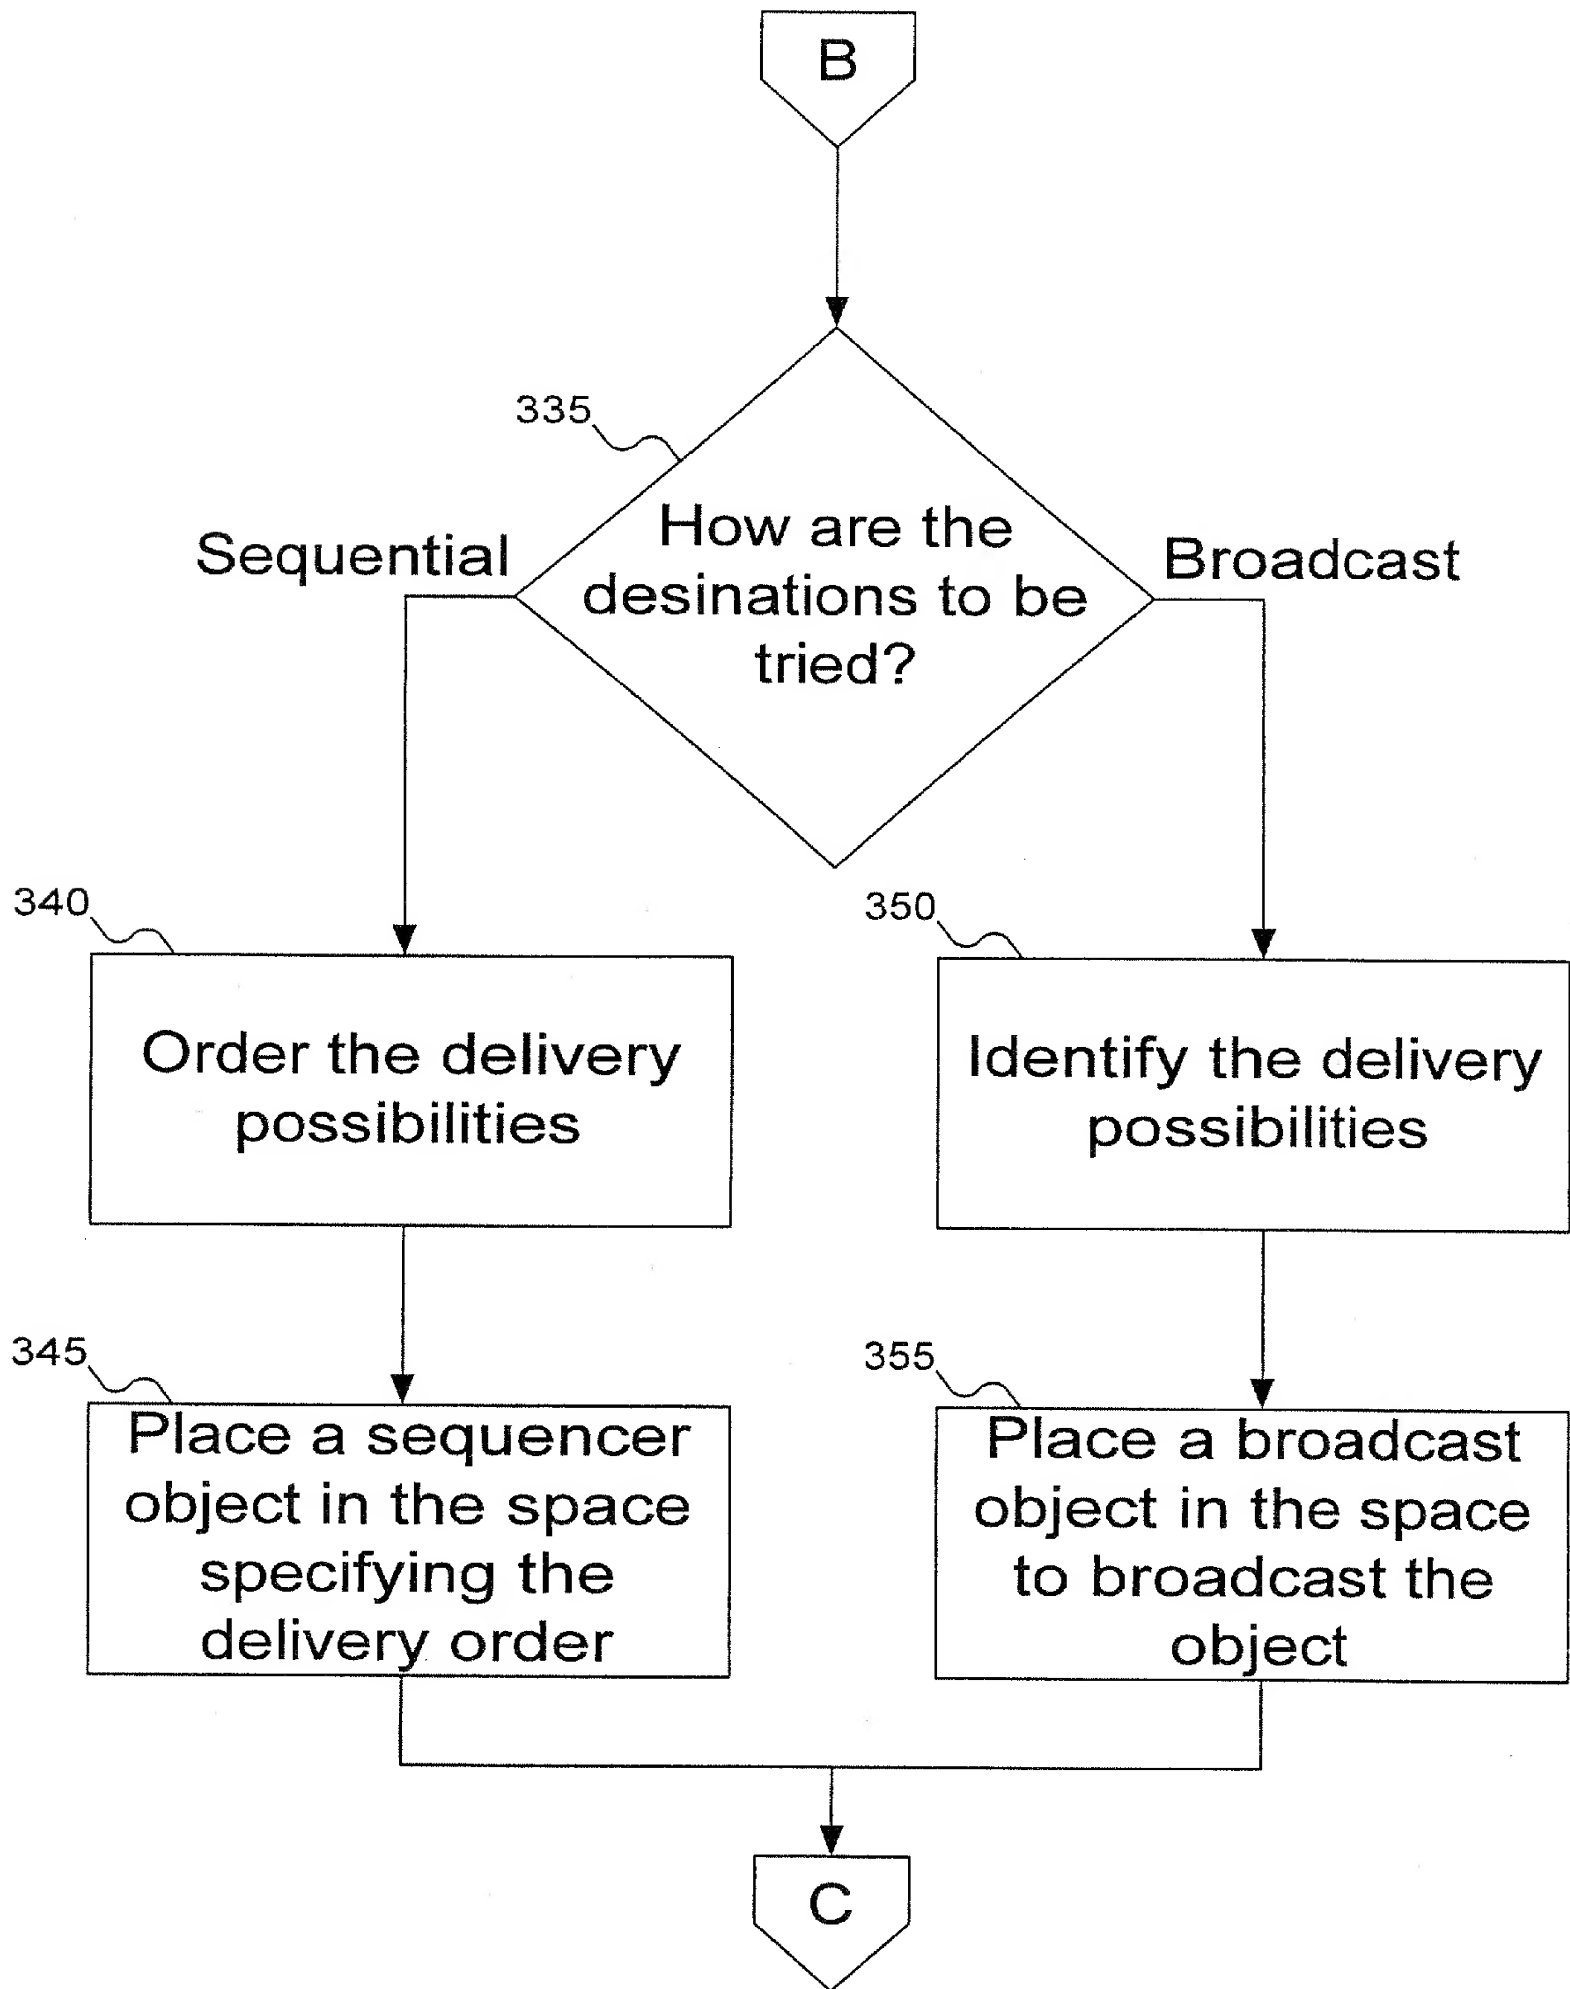 B
335
How are the
desinations to be
tried?
Sequential
Broadcast
340
Order the delivery
possibilities
350
Identify the delivery
possibilities
345
Place a sequencer
object in the space
specifying the
delivery order
355
Place a broadcast
object in the space
to broadcast the
object
C